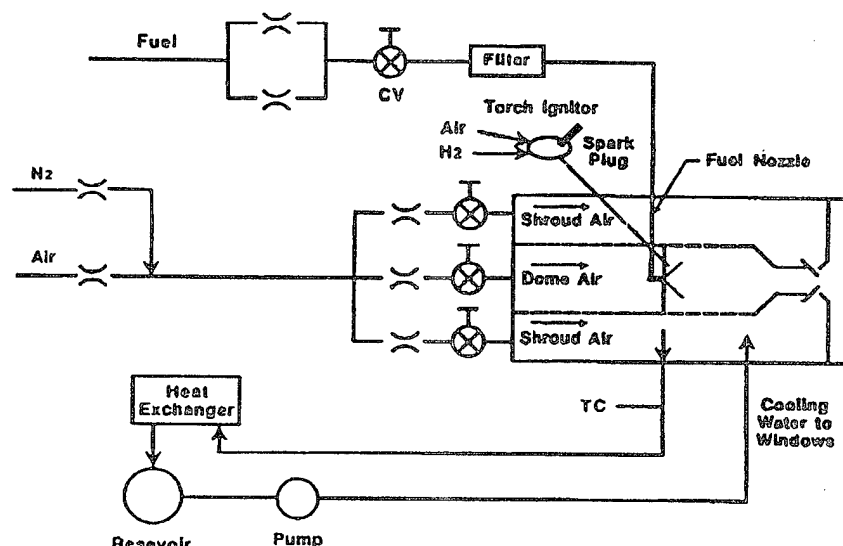 Fuel
CV
Filter
Torch Ignitor
Air
H2
Spark
Plug
Fuel Nozzle
N2
Air
Shroud Air
Dome Air
Shroud Air
Heat
Exchanger
TC
Cooling
Water to
Windows
Resevoir
Pump